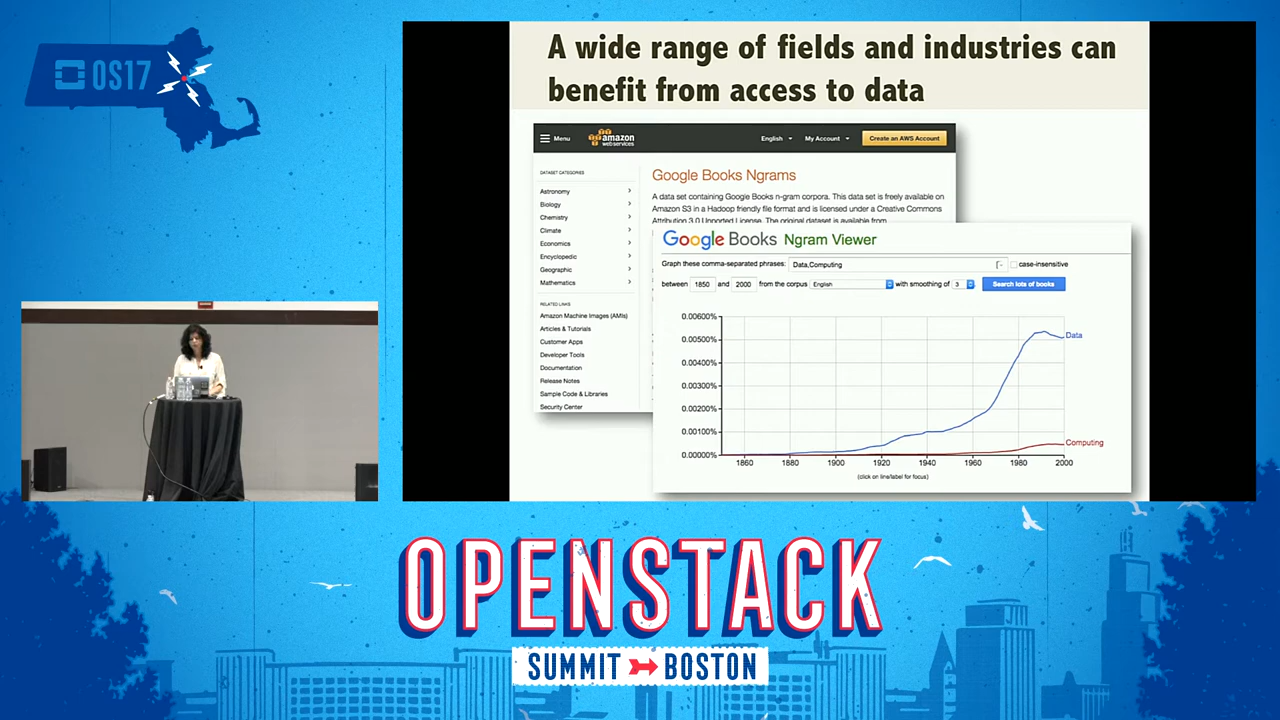 OS17
A wide range of fields and industries can
benefit from access to data
Menu
amazon
web services
English
My Account
Create an AWS Account
DATASET CATEGORIES
Astronomy
Biology
Chemistry
Climate
Economics
Encyclopedic
Geographic
Mathematics
RELATED LINKS
Amazon Machine Images (AMIs)
Articles & Tutorials
Customer Apps
Developer Tools
Documentation
Release Notes
Sample Code & Libraries
Security Center
Google Books Ngrams
A data set containing Google Books n-gram corpora. This data set is freely available on
Amazon S3 in a Hadoop friendly file format and is licensed under a Creative Commons
Attribution 3.0 Unported License. The original dataset is available from
Google Books Ngram Viewer
Graph these comma-separated phrases: Data,Computing case-insensitive
between 1850 and 2000 from the corpus English with smoothing of 3 Search lots of books
0.00600%
0.00500%
0.00400%
0.00300%
0.00200%
0.00100%
0.00000%
Data
Computing
1860 1880 1900 1920 1940 1960 1980 2000
(click on line/label for focus)
OPENSTACK
SUMMIT BOSTON